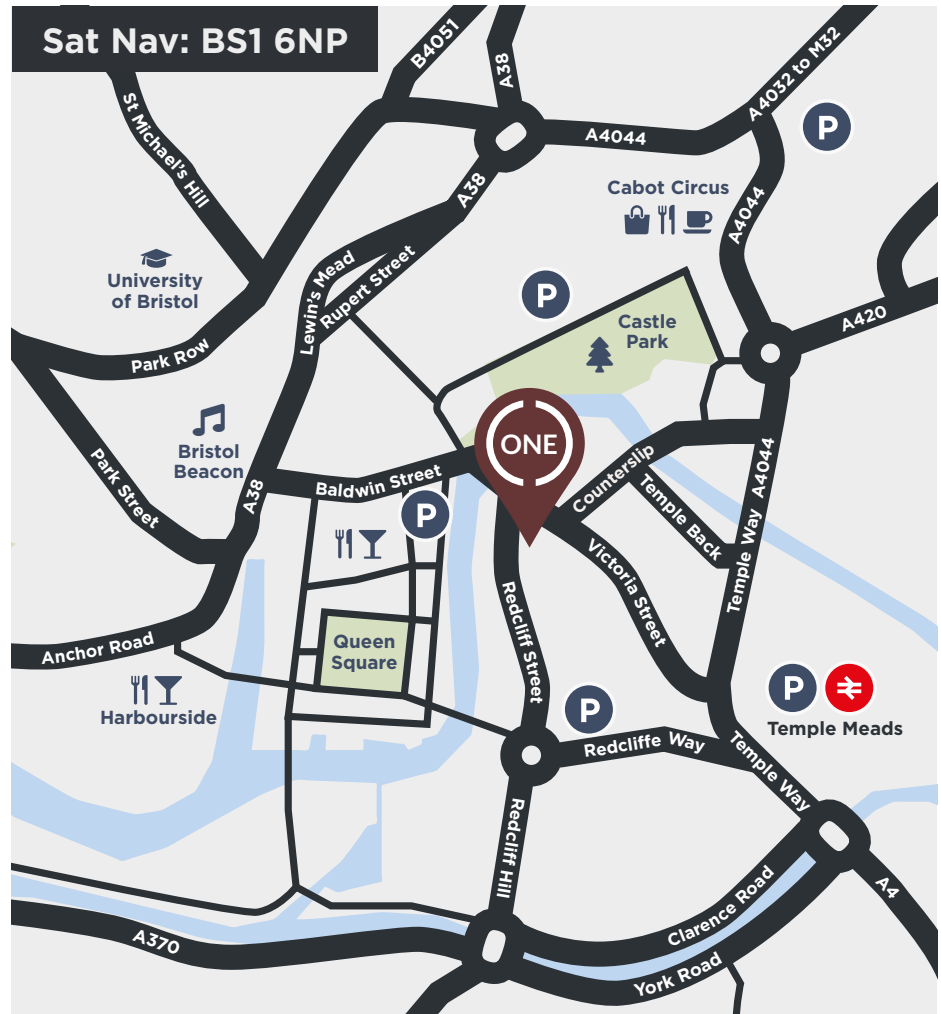 Sat Nav: BS1 6NP
B4051
A38
A4032 to M32
St Michael's Hill
A4044
P
A38
Cabot Circus
A4044
University
of Bristol
Lewin's Mead
Rupert Street
P
Castle
Park
A420
Park Row
Bristol
Beacon
ONE
Park Street
A38
Baldwin Street
P
Counterslip
Temple Back
Temple Way A4044
Victoria Street
Redcliff Street
Queen
Square
Anchor Road
Harbourside
P
P
Temple Meads
Redcliffe Way
Temple Way
Redcliff Hill
Clarence Road
A4
A370
York Road